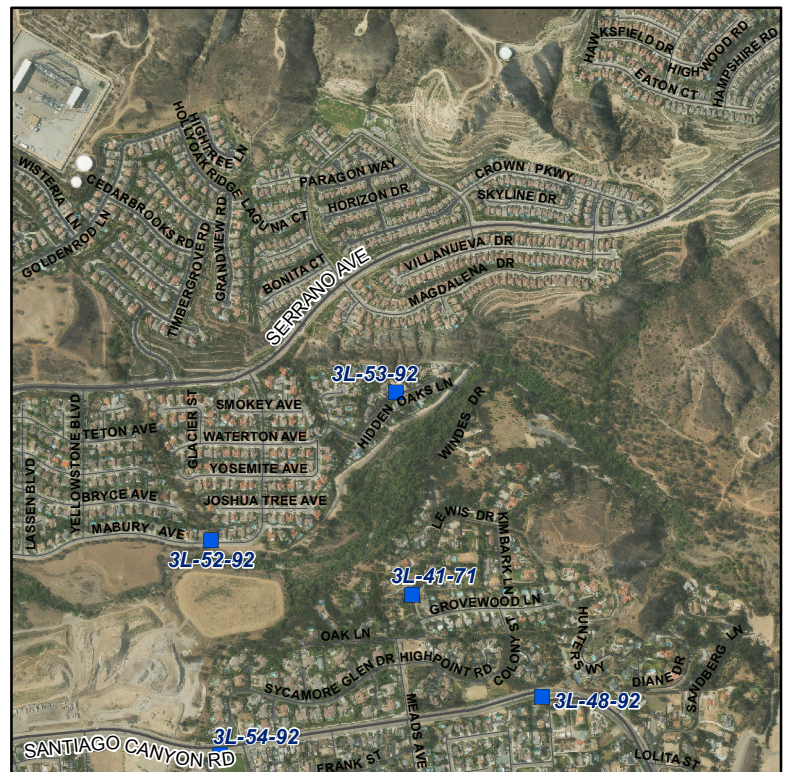 HAWKSFIELD DR
HIGHWOOD RD
HAMPSHIRE RD
EATON CT
HIGHTREE LN
HOLLYOAK
RIDGE
LAGUNA CT
WISTERIA LN
CEDARBROOKS RD
GOLDENROD LN
TIMBERGROVE RD
GRANDVIEW RD
PARAGON WAY
HORIZON DR
CROWN PKWY
SKYLINE DR
BONITA CT
SERRANO AVE
VILLANUEVA DR
MAGDALENA DR
3L-53-92
HIDDEN OAKS LN
WINDES DR
LASSEN BLVD
YELLOWSTONE BLVD
GLACIER ST
SMOKEY AVE
TETON AVE
WATERTON AVE
YOSEMITE AVE
BRYCE AVE
JOSHUA TREE AVE
MABURY AVE
3L-52-92
LEWIS DR
KIMBARK LN
3L-41-71
GROVEWOOD LN
OAK LN
COLONY ST
HUNTERS WY
SYCAMORE GLEN DR
HIGHPOINT RD
DIANE DR
SANDBERG LN
3L-48-92
MEADS AVE
3L-54-92
SANTIAGO CANYON RD
FRANK ST
LOLITA ST